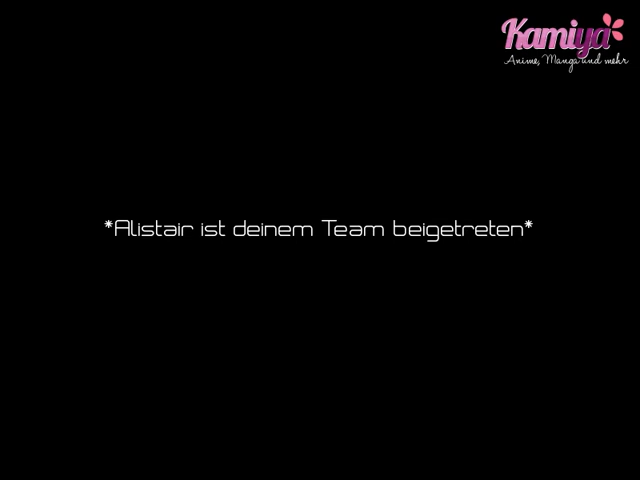 Kamiya
Anime, Manga und mehr
*Alistair ist deinem Team beigetreten*